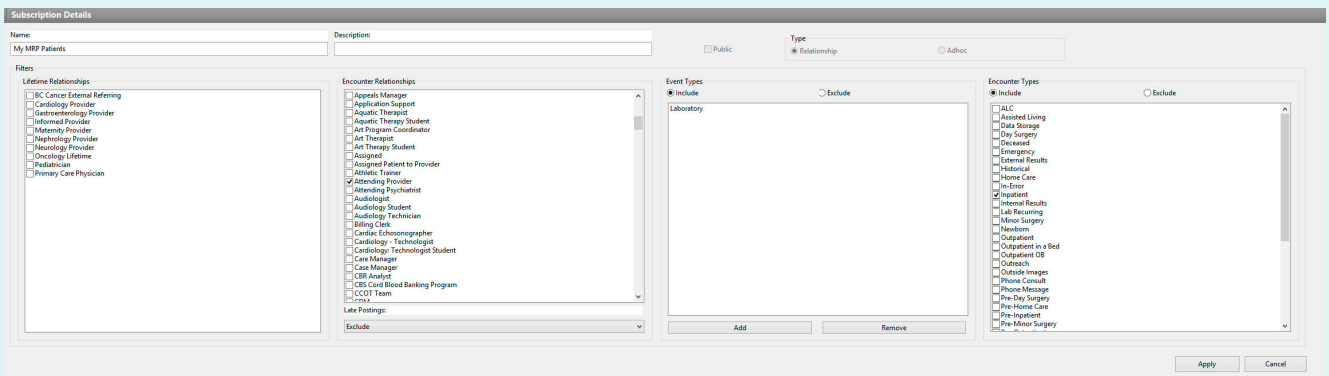 Subscription Details
Name:
My MRP Patients
Description:
Public
Type
Relationship
Adhoc
Filters
Lifetime Relationships
BC Cancer External Referring
Cardiology Provider
Gastroenterology Provider
Informed Provider
Maternity Provider
Nephrology Provider
Neurology Provider
Oncology Lifetime
Pediatrician
Primary Care Physician
Encounter Relationships
Appeals Manager
Application Support
Aquatic Therapist
Aquatic Therapy Student
Art Program Coordinator
Art Therapist
Art Therapy Student
Assigned
Assigned Patient to Provider
Athletic Trainer
Attending Provider
Attending Psychiatrist
Audiologist
Audiology Student
Audiology Technician
Billing Clerk
Cardiac Echosonographer
Cardiology - Technologist
Cardiology: Technologist Student
Care Manager
Case Manager
CBR Analyst
CBS Cord Blood Banking Program
CCOT Team
Late Postings:
Exclude
Event Types
Include
Exclude
Laboratory
Add
Remove
Encounter Types
Include
Exclude
ALC
Assisted Living
Data Storage
Day Surgery
Deceased
Emergency
External Results
Historical
Home Care
In-Error
Inpatient
Internal Results
Lab Recurring
Minor Surgery
Newborn
Outpatient
Outpatient in a Bed
Outpatient OB
Outreach
Outside Images
Phone Consult
Phone Message
Pre-Day Surgery
Pre-Home Care
Pre-Inpatient
Pre-Minor Surgery
Apply
Cancel